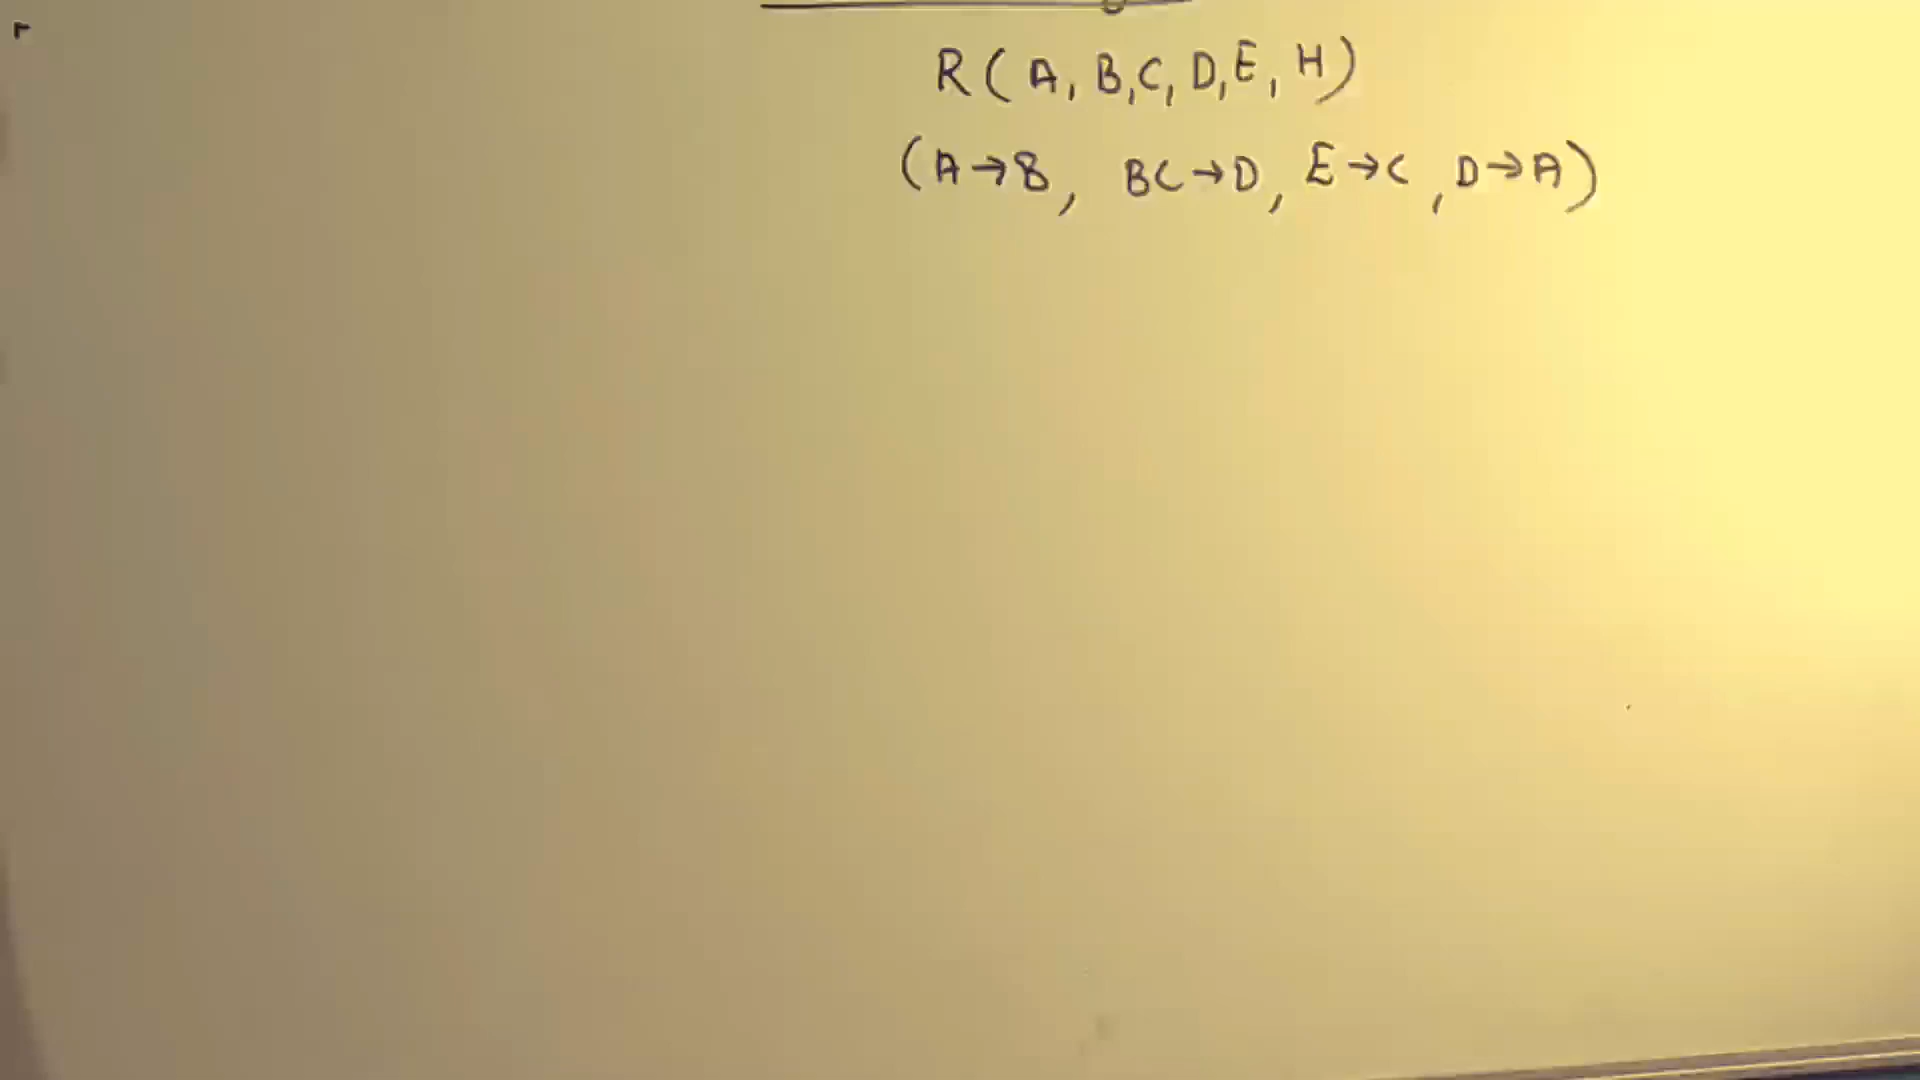 R(A, B, C, D, E, H)
(A→B, BC→D, E→C, D→A)